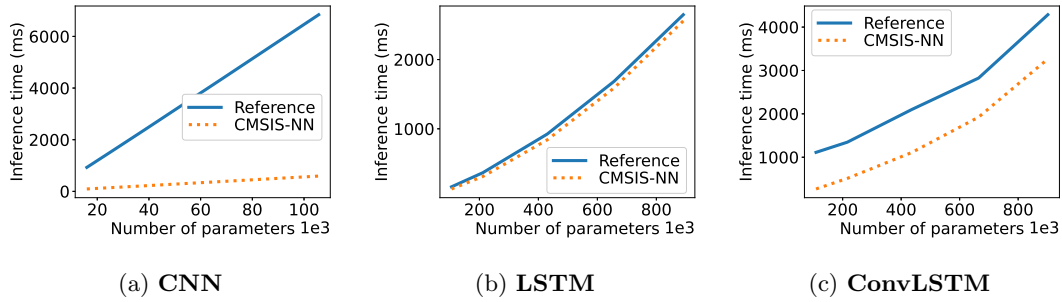 Inference time (ms)
6000
4000
2000
0
Reference
CMSIS-NN
20
40
60
80
100
Number of parameters 1e3
(a) CNN
Inference time (ms)
2000
1000
Reference
CMSIS-NN
200
400
600
800
Number of parameters 1e3
(b) LSTM
Inference time (ms)
4000
3000
2000
1000
Reference
CMSIS-NN
200
400
600
800
Number of parameters 1e3
(c) ConvLSTM